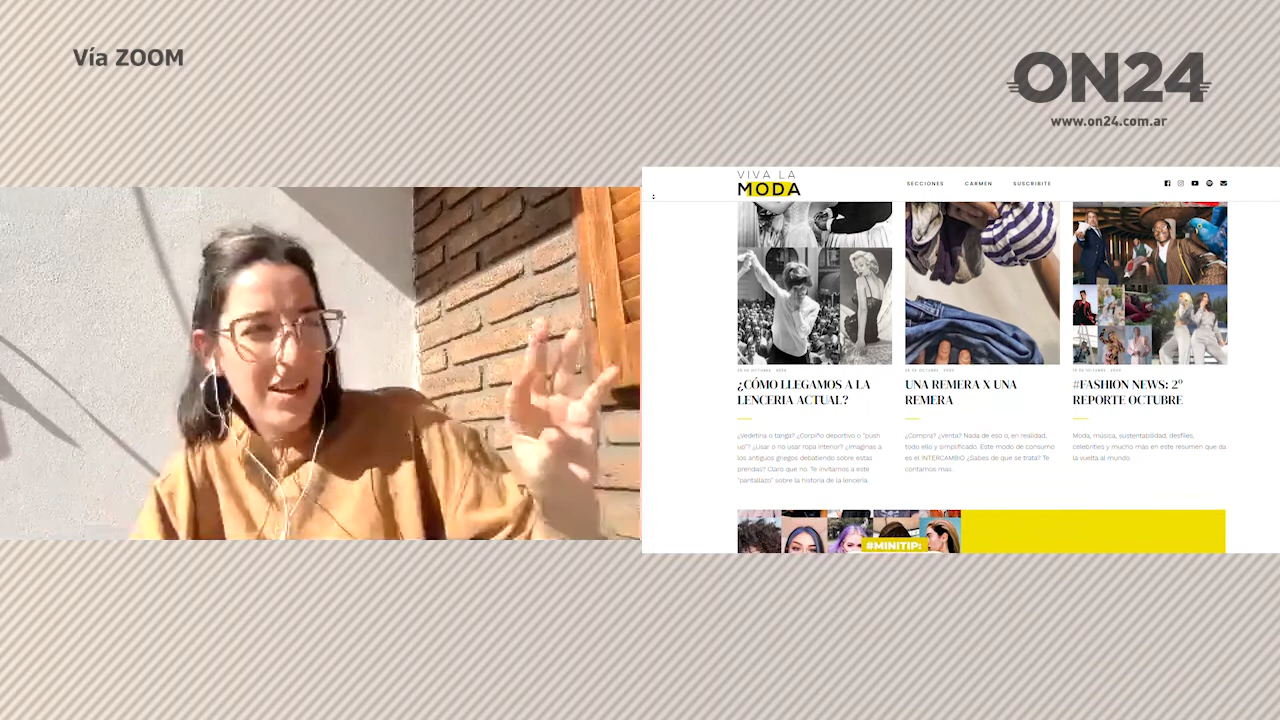 Vía ZOOM
ON24
www.on24.com.ar
VIVA LA
MODA
SECCIONES CARMEN SUSCRIBITE
¿CÓMO LLEGAMOS A LA
LENCERIA ACTUAL?
¿Vedetina o tanga? ¿Corpiño deportivo o "push
up"? ¿Usar o no usar ropa interior? ¿Imaginas a
los antiguos griegos debatiendo sobre estas
prendas? Claro que no. Te invitamos a este
"pantallazo" sobre la historia de la lencería.
UNA REMERA X UNA
REMERA
¿Compra? ¿Venta? Nada de eso o, en realidad,
todo ello y simplificado. Este modo de consumo
es el INTERCAMBIO ¿Sabes de que se trata? Te
contamos mas.
#FASHION NEWS: 2º
REPORTE OCTUBRE
Moda, música, sustentabilidad, desfiles,
celebrities y mucho más en este resumen que da
la vuelta al mundo.
#MINITIP: